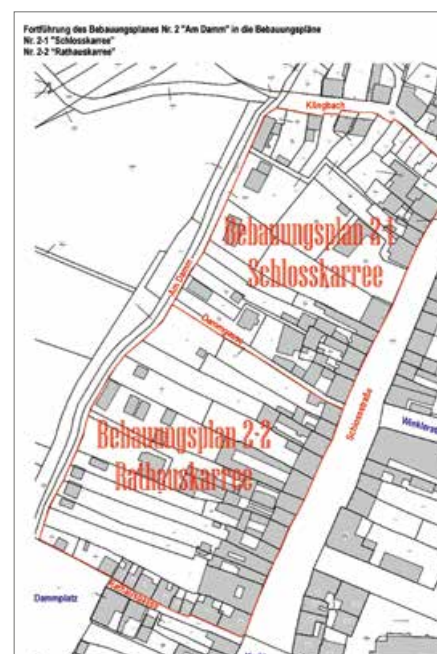 Fortführung des Bebauungsplanes Nr. 2 "Am Damm" in die Bebauungspläne
Nr. 2-1 "Schlosskarree"
Nr. 2-2 "Rathauskarree"
Klingbach
Bebauungsplan 2-1
Schlosskarree
Am Damm
Schlossstraße
Bebauungsplan 2-2
Rathauskarree
Dammplatz